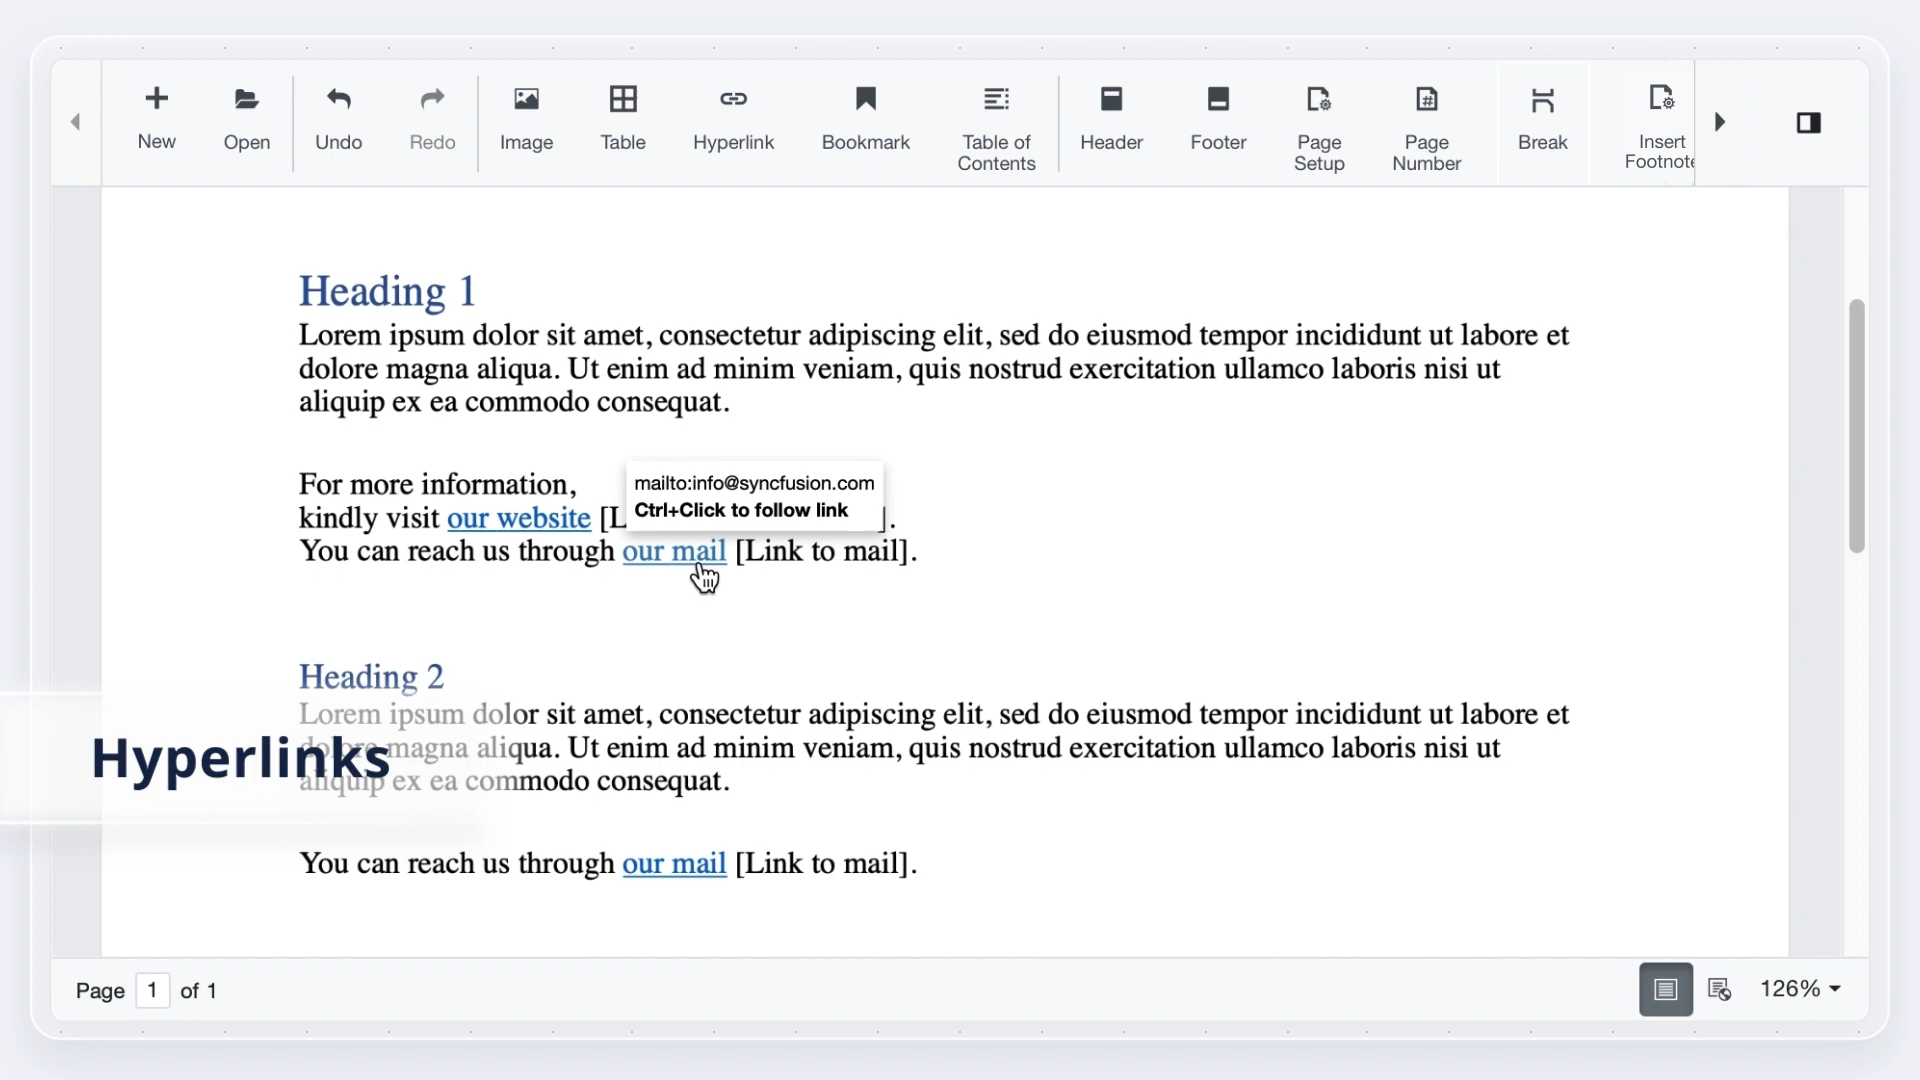 New
Open
Undo
Redo
Image
Table
Hyperlink
Bookmark
Table of
Contents
Header
Footer
Page
Setup
Page
Number
Break
Insert
Footnote
Heading 1
Lorem ipsum dolor sit amet, consectetur adipiscing elit, sed do eiusmod tempor incididunt ut labore et
dolore magna aliqua. Ut enim ad minim veniam, quis nostrud exercitation ullamco laboris nisi ut
aliquip ex ea commodo consequat.
For more information,
mailto:info@syncfusion.com
Ctrl+Click to follow link
kindly visit our website [L ].
You can reach us through our mail [Link to mail].
Heading 2
Lorem ipsum dolor sit amet, consectetur adipiscing elit, sed do eiusmod tempor incididunt ut labore et
dolore magna aliqua. Ut enim ad minim veniam, quis nostrud exercitation ullamco laboris nisi ut
aliquip ex ea commodo consequat.
Hyperlinks
You can reach us through our mail [Link to mail].
Page 1 of 1
126%